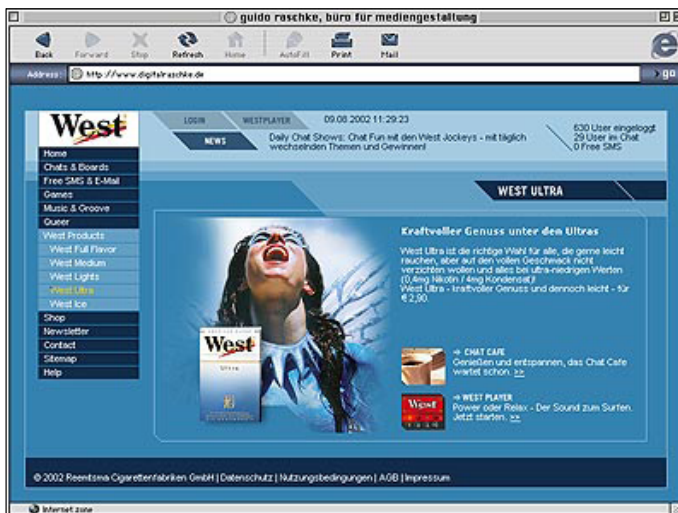 guido raschke, büro für mediengestaltung
Back Forward Stop Refresh Home AutoFill Print Mail
Address: http://www.digitalraschke.de go
West
LOGIN WESTPLAYER 09.08.2002 11:29:23
NEWS
Daily Chat Shows: Chat Fun mit den West Jockeys - mit täglich
wechselnden Themen und Gewinnen!
630 User eingeloggt
29 User im Chat
0 Free SMS
Home
Chats & Boards
Free SMS & E-Mail
Games
Music & Groove
Queer
West Products
West Full Flavor
West Medium
West Lights
West Ultra
West Ice
Shop
Newsletter
Contact
Sitemap
Help
WEST ULTRA
Kraftvoller Genuss unter den Ultras
West Ultra ist die richtige Wahl für alle, die gerne leicht
rauchen, aber auf den vollen Geschmack nicht
verzichten wollen und alles bei ultra-niedrigen Werten
(0,4mg Nikotin / 4mg Kondensat)!
West Ultra - kraftvoller Genuss und dennoch leicht - für
€ 2,90.
West
Ultra
CHAT CAFE
Genießen und entspannen, das Chat Cafe
wartet schon. >>
West
WEST PLAYER
Power oder Relax - Der Sound zum Surfen.
Jetzt starten. >>
© 2002 Reemtsma Cigarettenfabriken GmbH | Datenschutz | Nutzungsbedingungen | AGB | Impressum
Internet zone